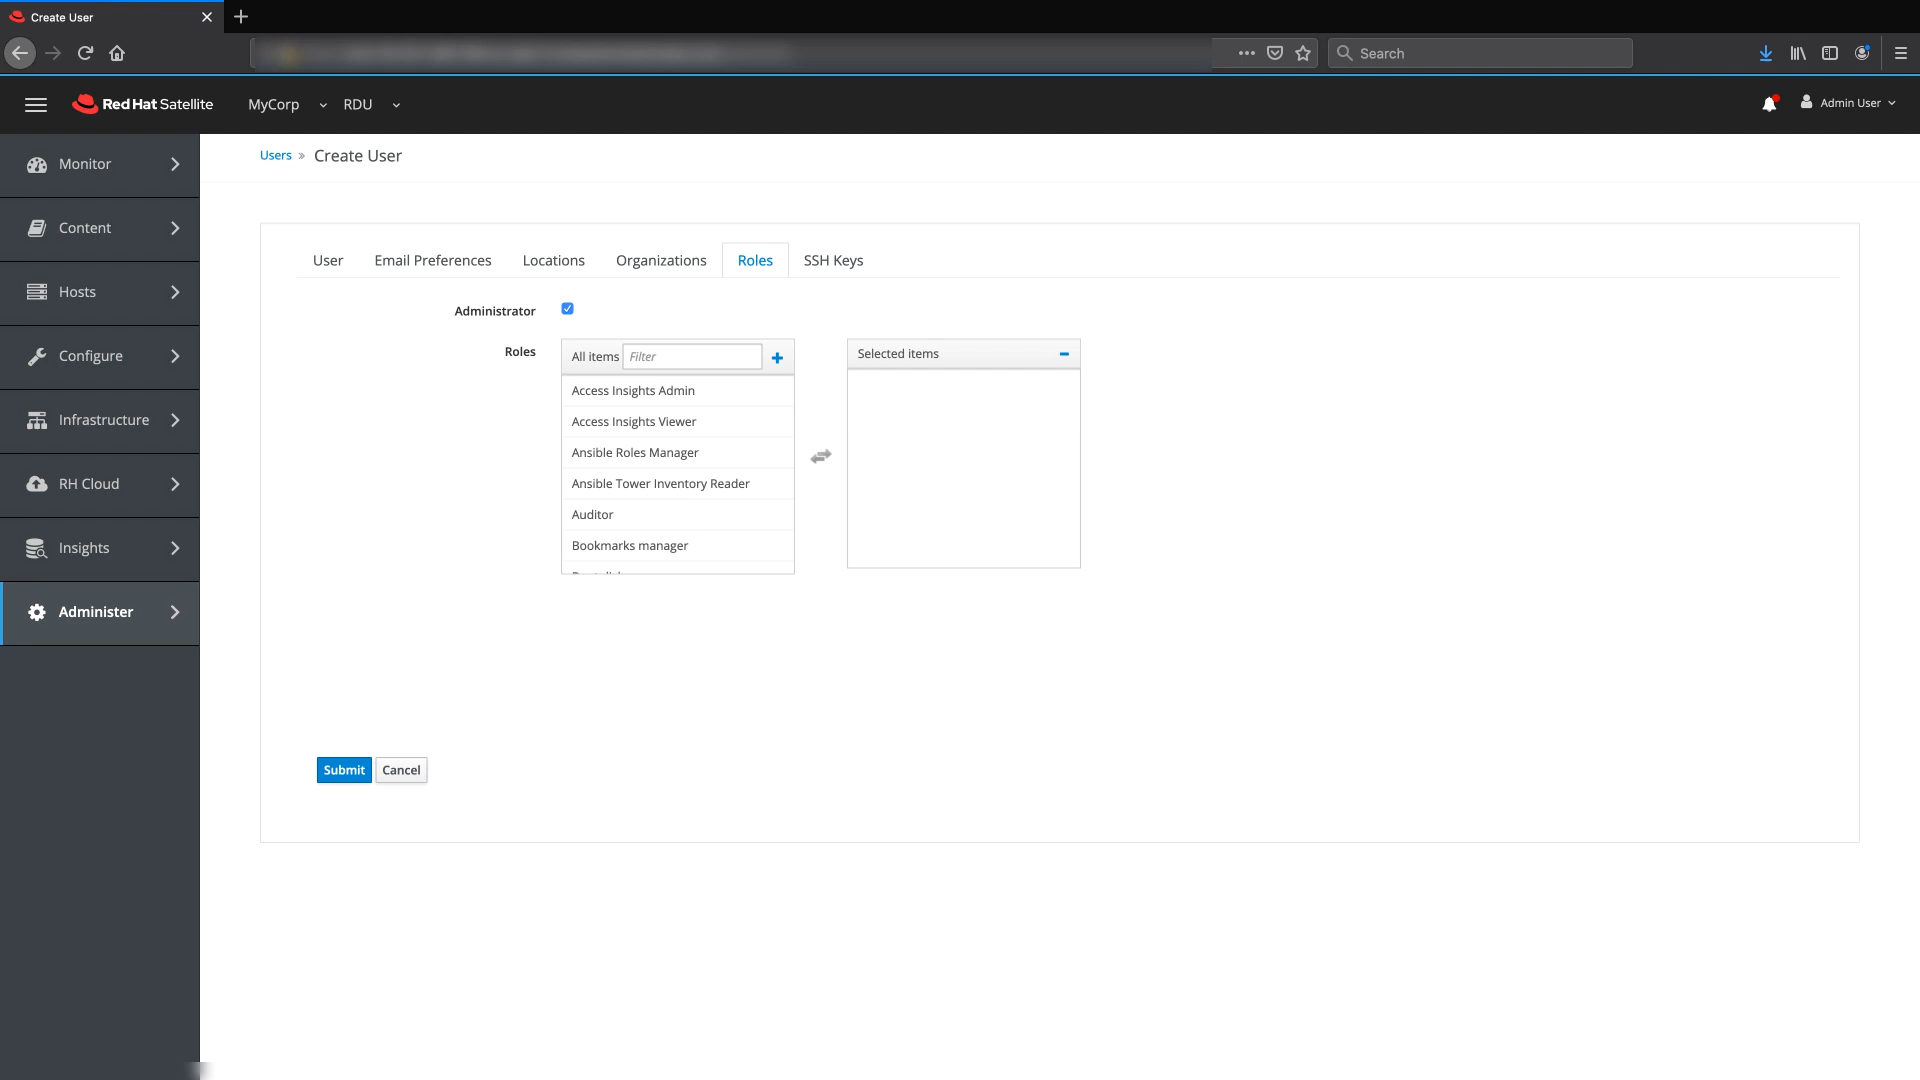 Create User
Search
Red Hat Satellite MyCorp RDU Admin User
Monitor
Content
Hosts
Configure
Infrastructure
RH Cloud
Insights
Administer
Users » Create User
User Email Preferences Locations Organizations Roles SSH Keys
Administrator
Roles
All items Filter
Access Insights Admin
Access Insights Viewer
Ansible Roles Manager
Ansible Tower Inventory Reader
Auditor
Bookmarks manager
Selected items
Submit Cancel